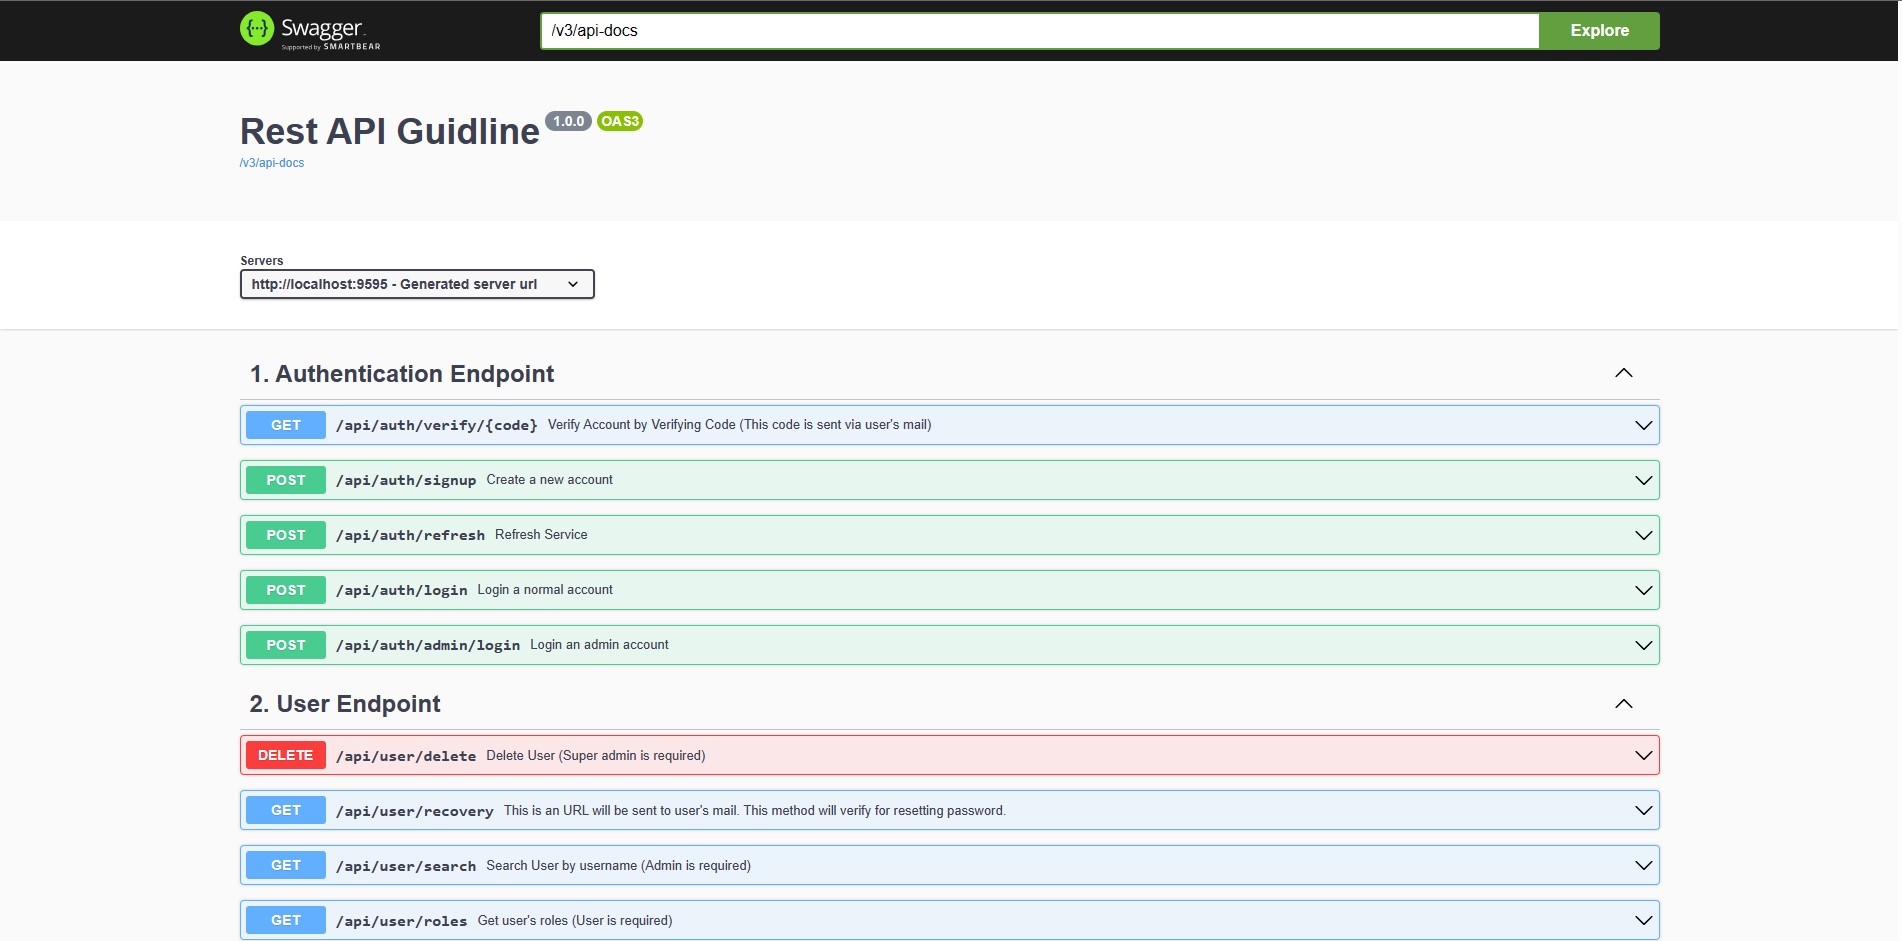 Swagger
Supported by SMARTBEAR
/v3/api-docs
Explore
Rest API Guidline 1.0.0 OAS3
/v3/api-docs
Servers
http://localhost:9595 - Generated server url
1. Authentication Endpoint
GET /api/auth/verify/{code} Verify Account by Verifying Code (This code is sent via user's mail)
POST /api/auth/signup Create a new account
POST /api/auth/refresh Refresh Service
POST /api/auth/login Login a normal account
POST /api/auth/admin/login Login an admin account
2. User Endpoint
DELETE /api/user/delete Delete User (Super admin is required)
GET /api/user/recovery This is an URL will be sent to user's mail. This method will verify for resetting password.
GET /api/user/search Search User by username (Admin is required)
GET /api/user/roles Get user's roles (User is required)